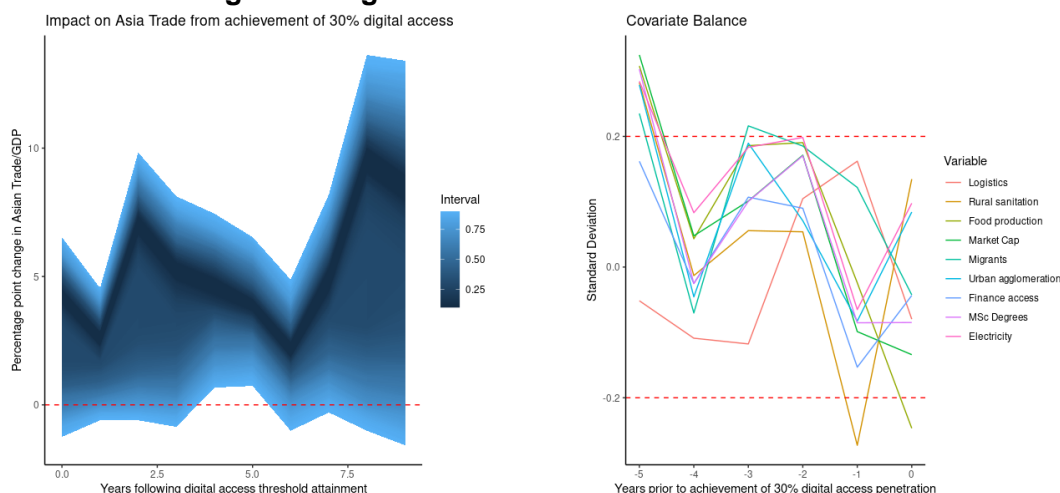 Impact on Asia Trade from achievement of 30% digital access
Percentage point change in Asian Trade/GDP
10
5
0
0.0
2.5
5.0
7.5
Years following digital access threshold attainment
Interval
0.75
0.50
0.25
Covariate Balance
Standard Deviation
0.2
0.0
-0.2
-5
-4
-3
-2
-1
0
Years prior to achievement of 30% digital access penetration
Variable
Logistics
Rural sanitation
Food production
Market Cap
Migrants
Urban agglomeration
Finance access
MSc Degrees
Electricity